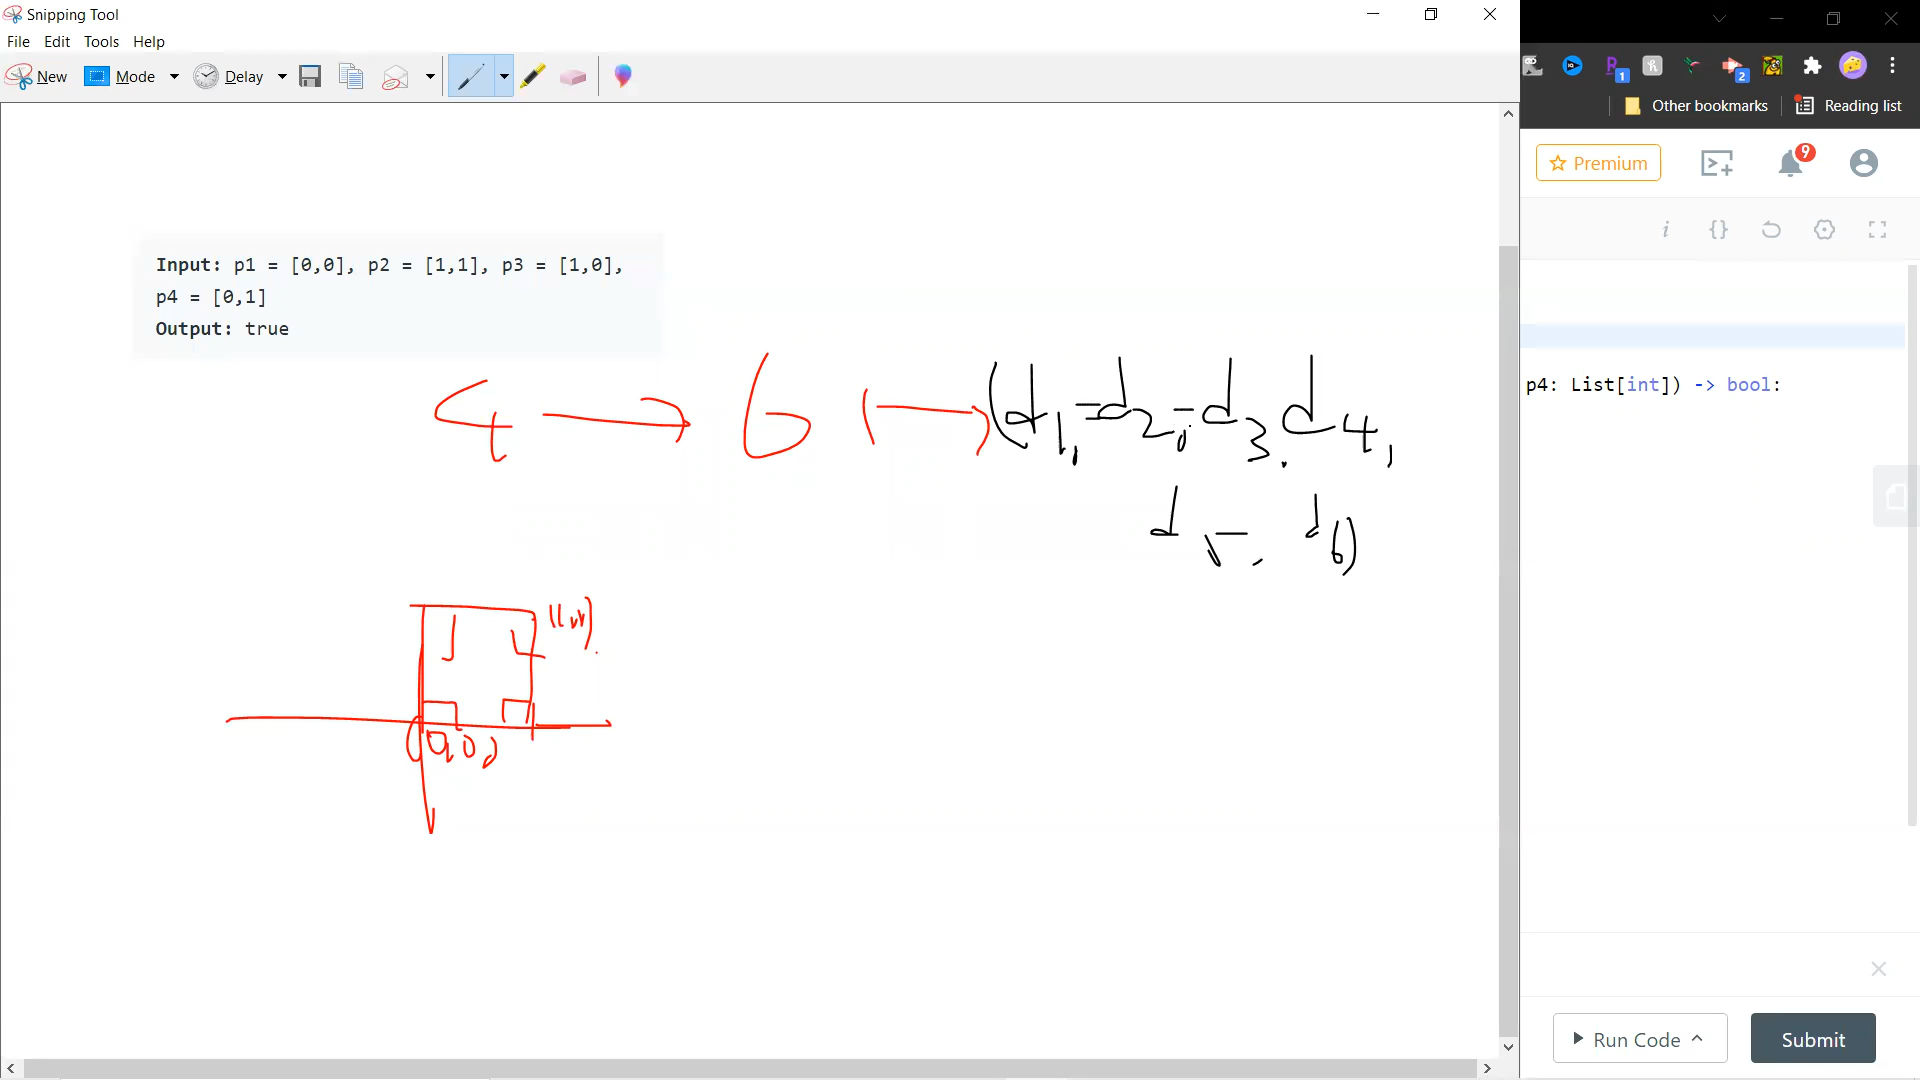 Snipping Tool
File Edit Tools Help
New Mode Delay
1 2
Other bookmarks Reading list
Premium 9
i {}
Input: p1 = [0,0], p2 = [1,1], p3 = [1,0],
p4 = [0,1]
Output: true
p4: List[int]) -> bool:
4 → 6 → (d1, = d2, = d3, d4,
d5, d6)
(0,0)
Run Code Submit